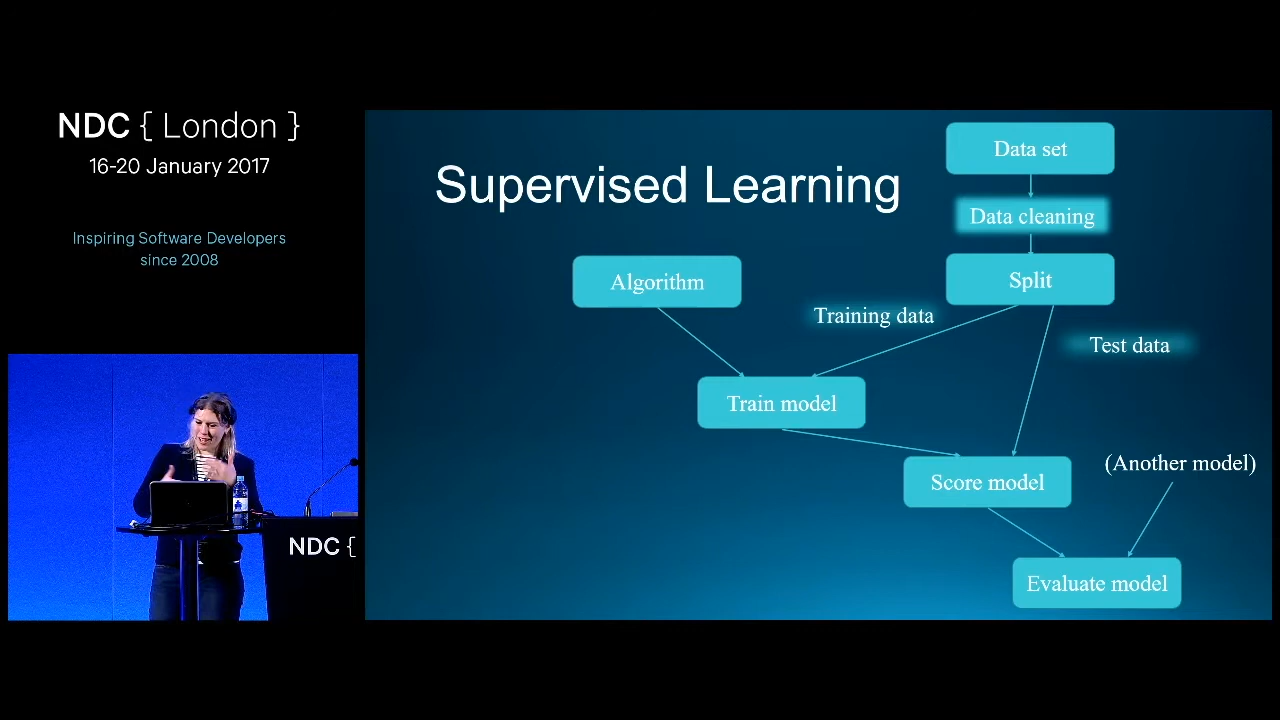 NDC { London }
16-20 January 2017
Inspiring Software Developers
since 2008
NDC {
Supervised Learning
Data set
Data cleaning
Split
Algorithm
Training data
Test data
Train model
Score model
(Another model)
Evaluate model